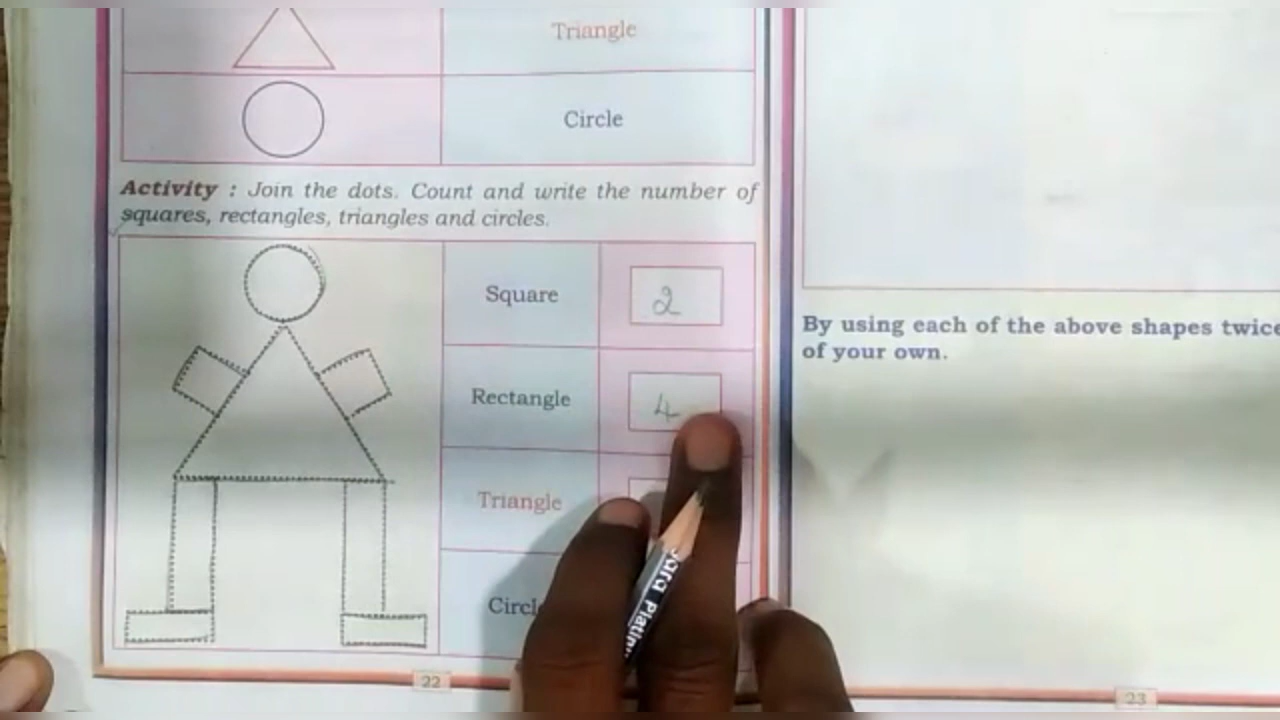 Triangle
Circle
Activity : Join the dots. Count and write the number of
squares, rectangles, triangles and circles.
Square
2
Rectangle
4
Triangle
22
By using each of the above shapes twice
of your own.
23